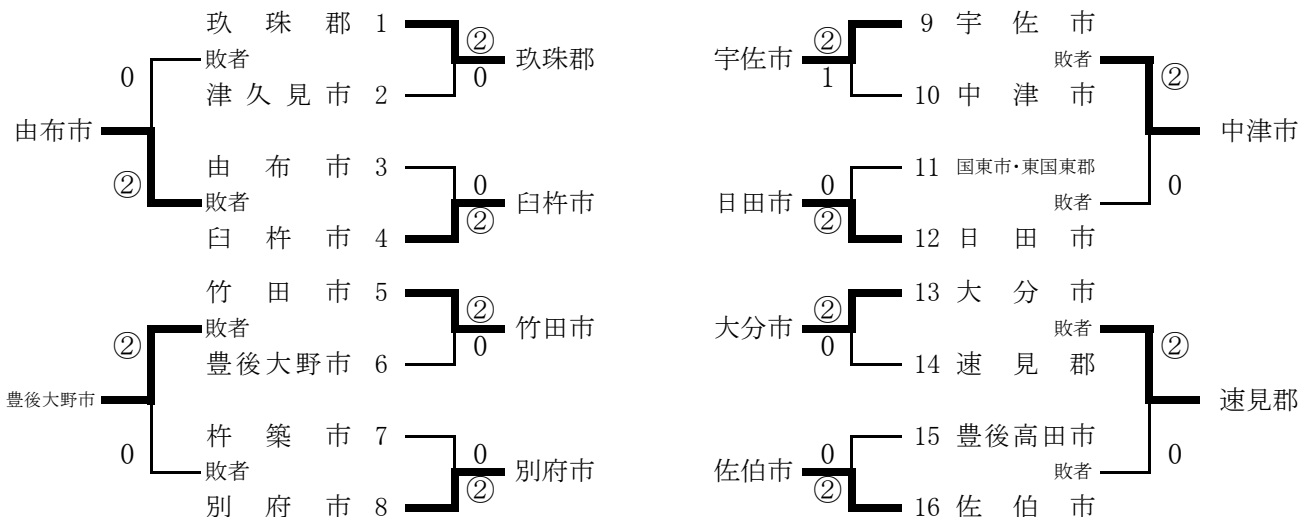 玖珠郡 1 ② 玖珠郡
0 敗者 0
津久見市 2
由布市
由布市 3 0
② 敗者 ② 臼杵市
臼杵市 4
竹田市 5 ② 竹田市
② 敗者 0
豊後大野市 6
豊後大野市
杵築市 7 0
0 敗者 ② 別府市
別府市 8
宇佐市 ② 9 宇佐市
1 敗者 ②
10 中津市
中津市
0 11 国東市・東国東郡
日田市 ② 敗者 0
12 日田市
大分市 ② 13 大分市
0 敗者 ②
14 速見郡
速見郡
0 15 豊後高田市
佐伯市 ② 敗者 0
16 佐伯市